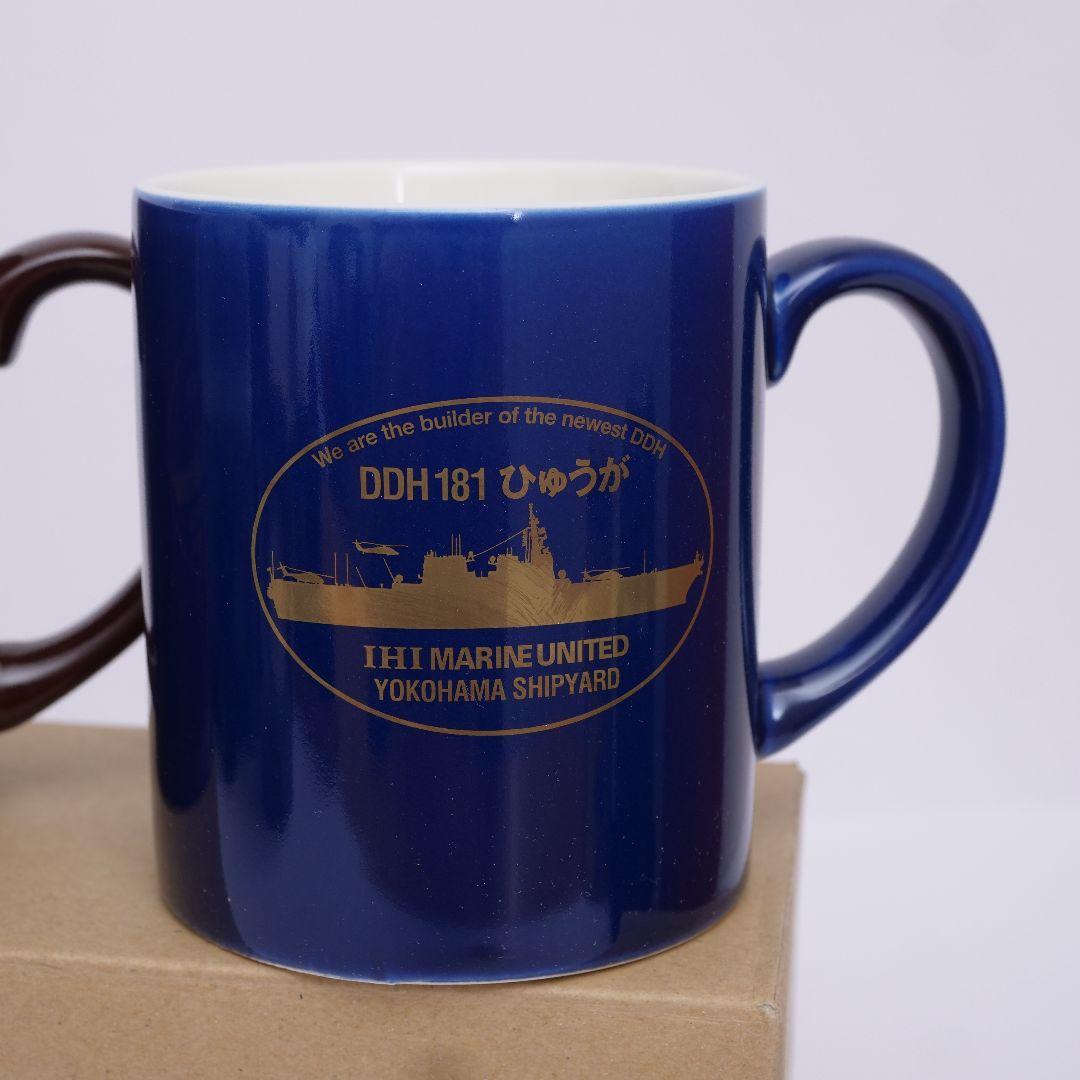 We are the builder of the newest DDH
DDH 181 ひゅうが
IHI MARINE UNITED
YOKOHAMA SHIPYARD